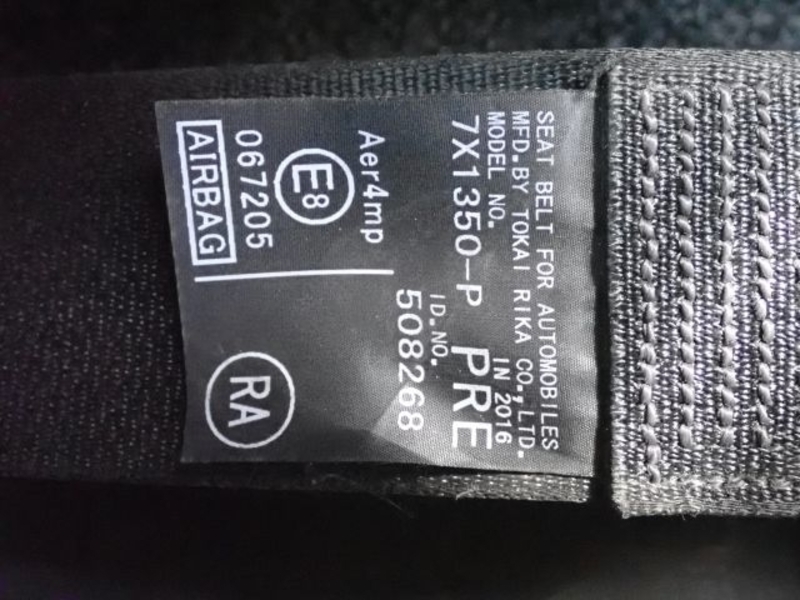 SEAT BELT FOR AUTOMOBILES
MFD. BY TOKAI RIKA CO., LTD.
MODEL NO. IN 2016
7X1350-P PRE
ID. NO.
508268
Aer4mp
E8
067205
AIRBAG
RA